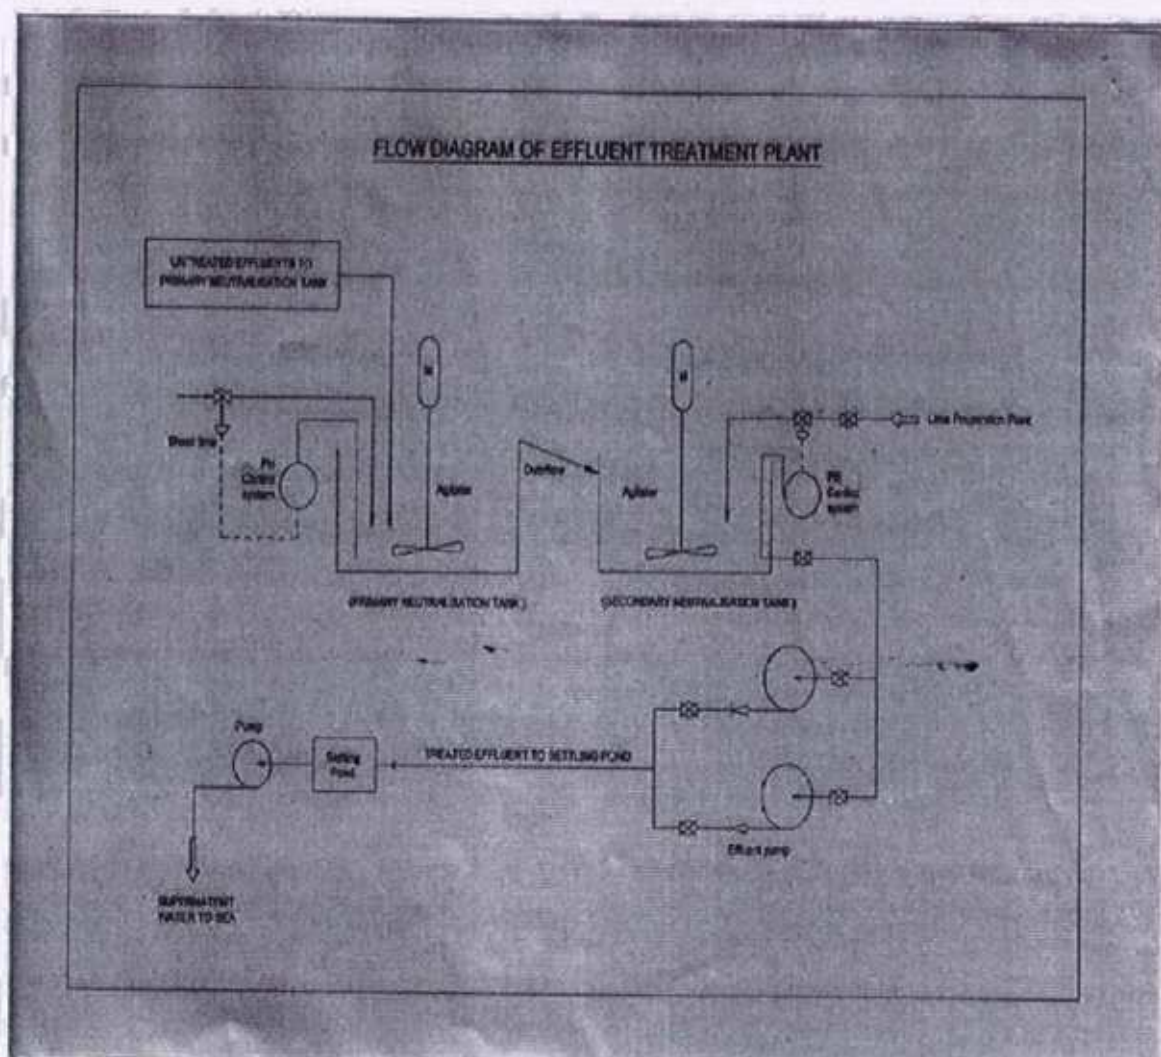 FLOW DIAGRAM OF EFFLUENT TREATMENT PLANT
UNTREATED EFFLUENTS TO
PRIMARY NEUTRALISATION TANK
M
M
Lime Preparation Plant
PH
Control
system
Overflow
Agitator
Agitator
PH
Control
system
(PRIMARY NEUTRALISATION TANK)
(SECONDARY NEUTRALISATION TANK)
Pump
Settling
Pond
TREATED EFFLUENT TO SETTLING POND
Effluent pump
SUPERNATENT
WATER TO SEA